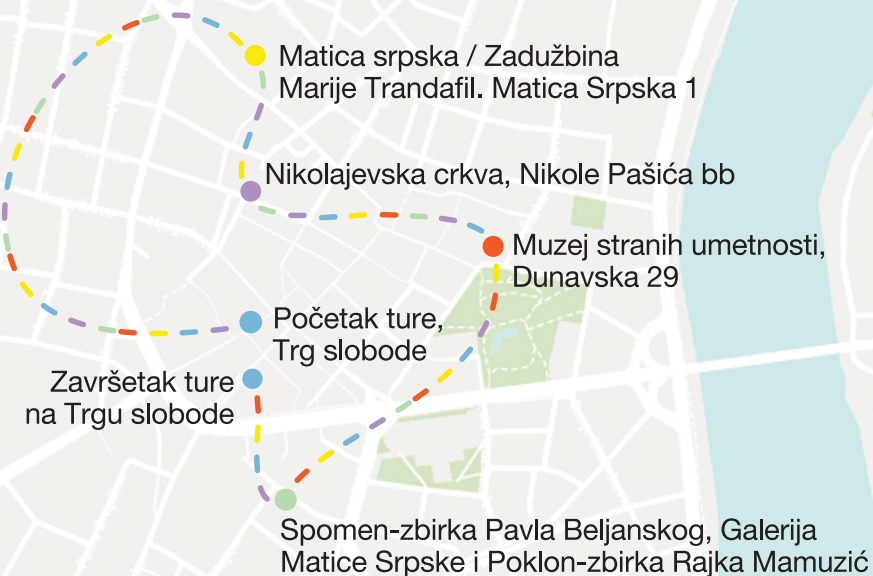 Matica srpska / Zadužbina
Marije Trandafil. Matica Srpska 1
Nikolajevska crkva, Nikole Pašića bb
Muzej stranih umetnosti,
Dunavska 29
Početak ture,
Trg slobode
Završetak ture
na Trgu slobode
Spomen-zbirka Pavla Beljanskog, Galerija
Matice Srpske i Poklon-zbirka Rajka Mamuzić